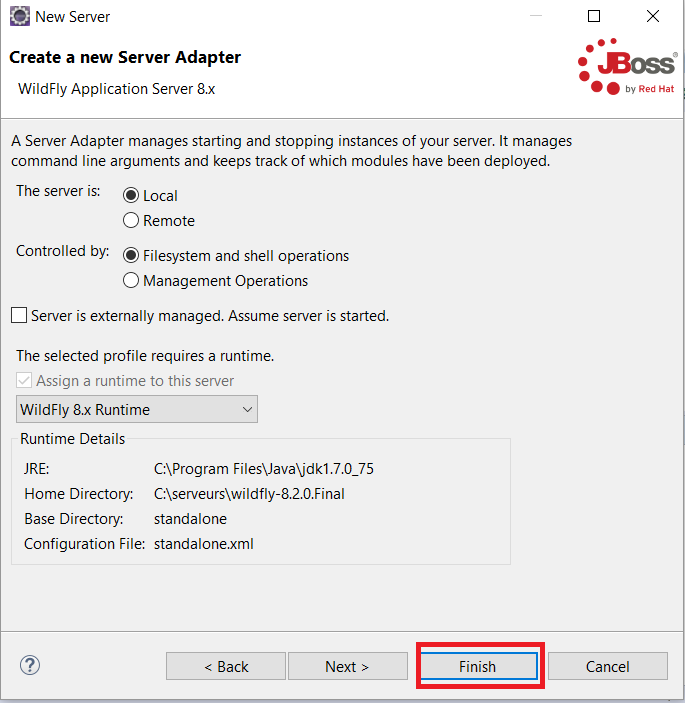 New Server
Create a new Server Adapter
WildFly Application Server 8.x
JBoss®
by Red Hat
A Server Adapter manages starting and stopping instances of your server. It manages
command line arguments and keeps track of which modules have been deployed.
The server is:
Local
Remote
Controlled by:
Filesystem and shell operations
Management Operations
Server is externally managed. Assume server is started.
The selected profile requires a runtime.
Assign a runtime to this server
WildFly 8.x Runtime
Runtime Details
JRE: C:\Program Files\Java\jdk1.7.0_75
Home Directory: C:\serveurs\wildfly-8.2.0.Final
Base Directory: standalone
Configuration File: standalone.xml
? < Back Next > Finish Cancel